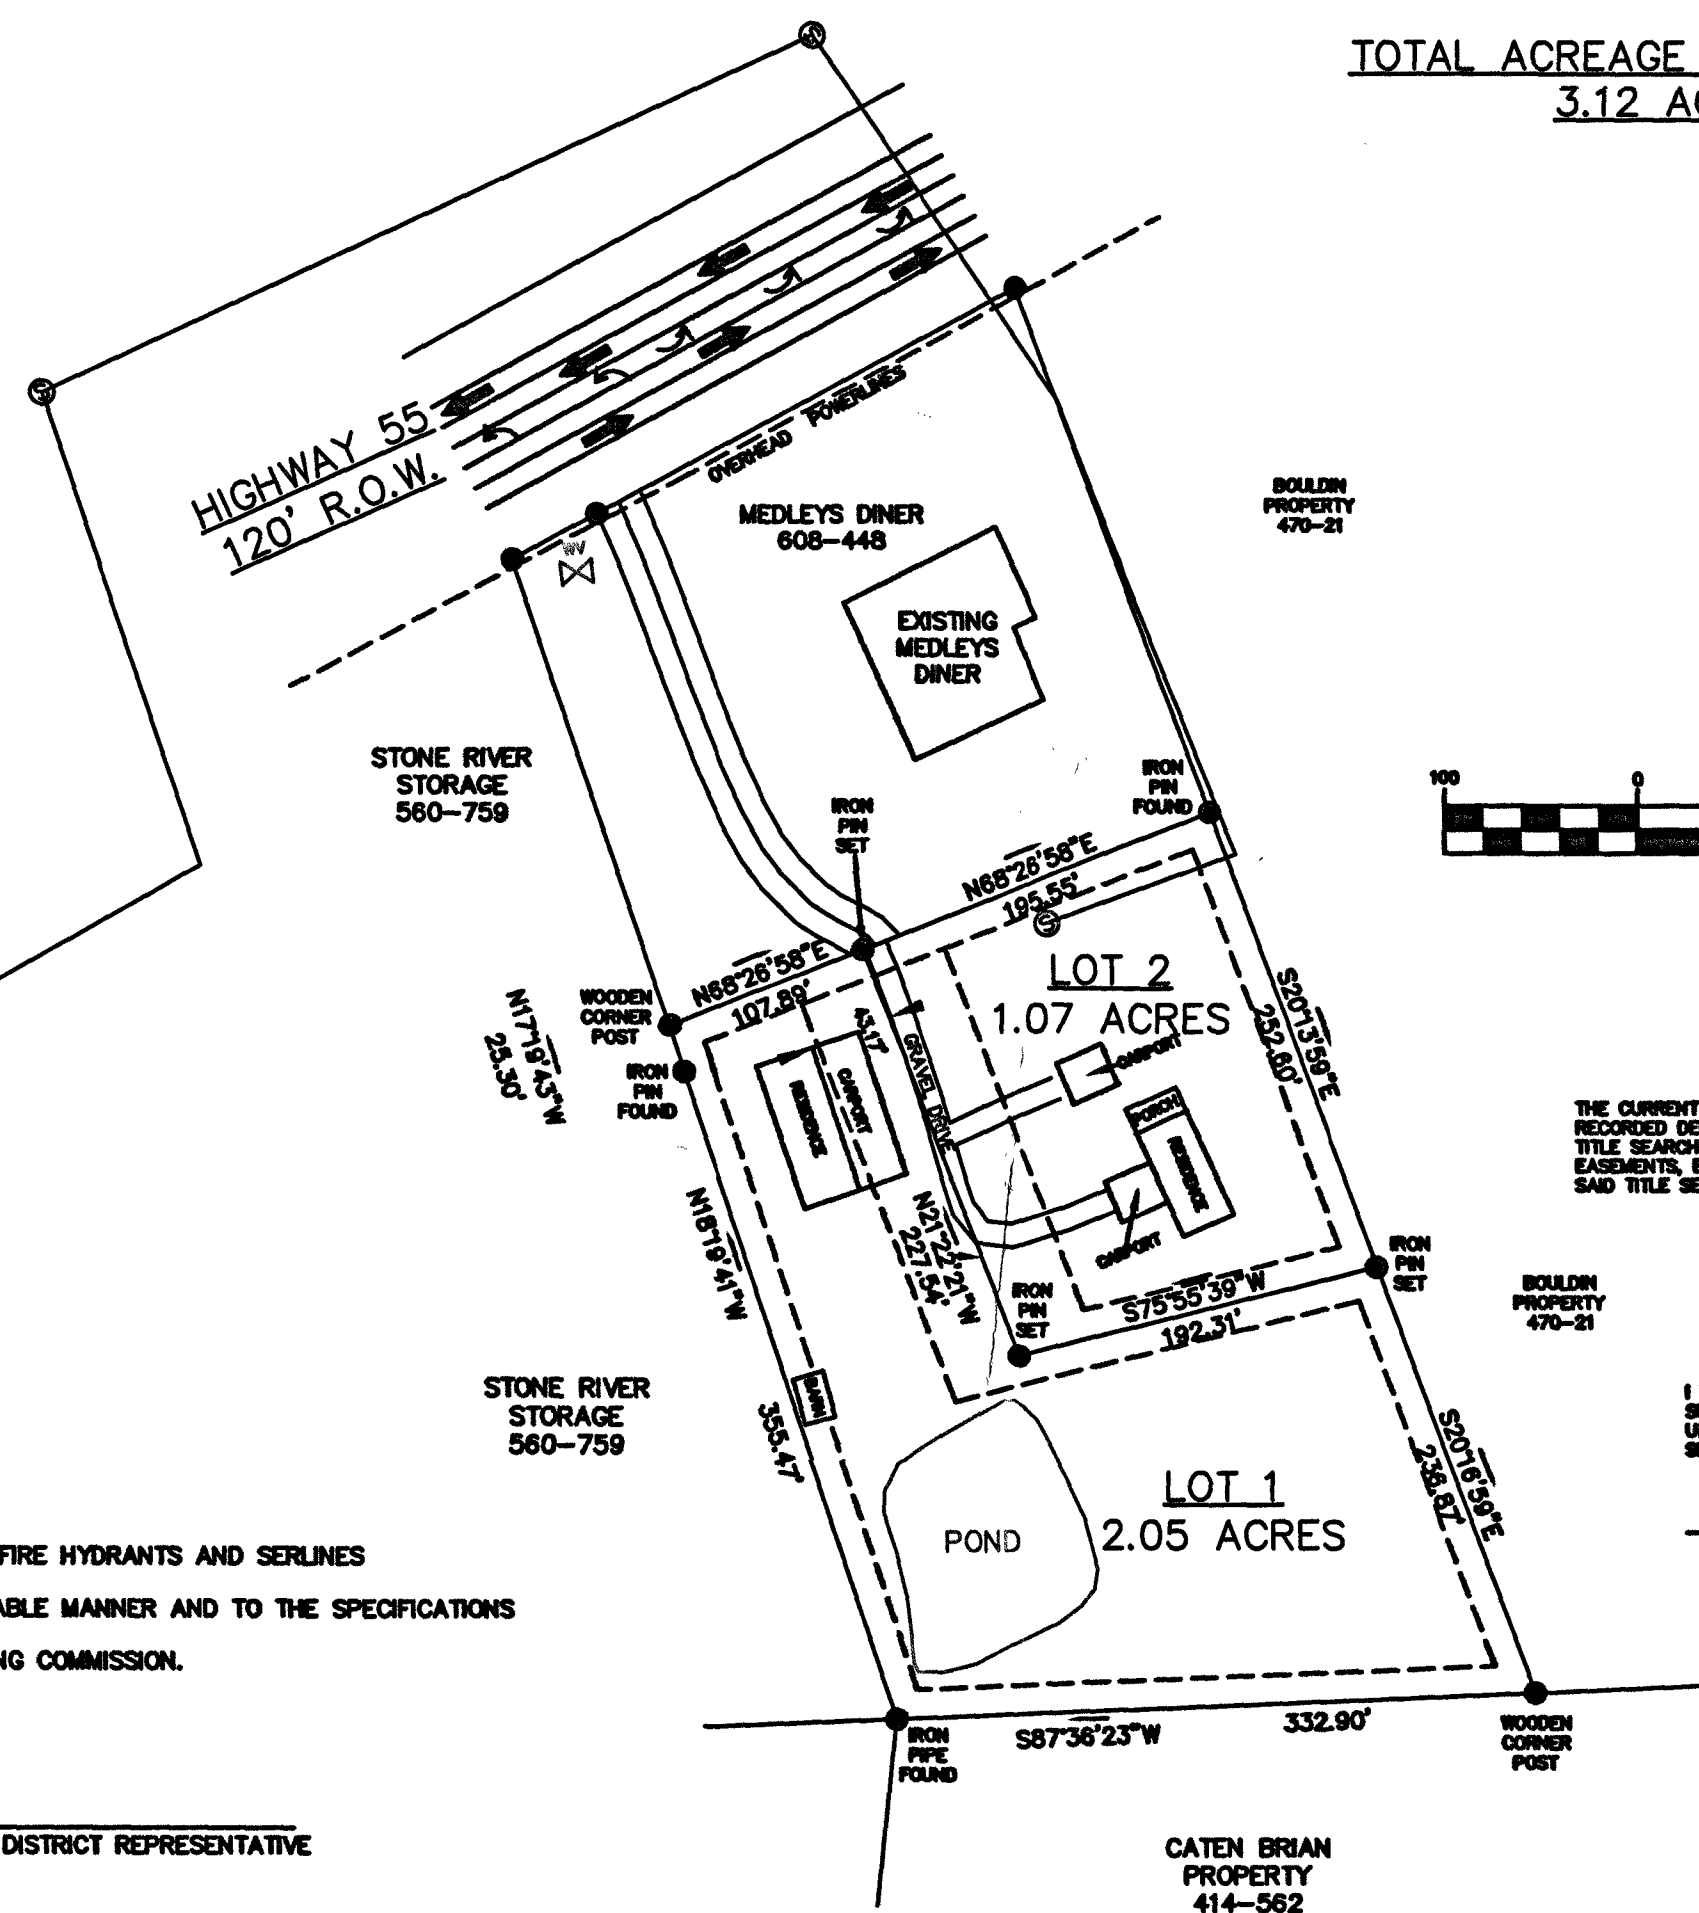 TOTAL ACREAGE
3.12
HIGHWAY 55
120' R.O.W.
OVERHEAD POWERLINES
WV
MEDLEYS DINER
608-448
EXISTING
MEDLEYS
DINER
BOULDIN
PROPERTY
470-21
STONE RIVER
STORAGE
560-759
IRON
PIN
SET
IRON
PIN
FOUND
100
0
N68°26'58"E
195.55'
N68°26'58"E
107.89'
WOODEN
CORNER
POST
IRON
PIN
FOUND
N17°19'43"W
25.30'
LOT 2
1.07 ACRES
43.17'
GRAVEL DRIVE
CARPORT
RESIDENCE
CARPORT
PORCH
RESIDENCE
CARPORT
S20°13'59"E
252.60'
THE CURRENT
RECORDED
TITLE SEARCH
EASEMENTS,
SAID TITLE
N18°19'41"W
355.47'
N21°22'21"W
227.54'
IRON
PIN
SET
S75°55'39"W
192.31'
IRON
PIN
SET
BOULDIN
PROPERTY
470-21
BARN
STONE RIVER
STORAGE
560-759
S20°16'59"E
236.87'
LOT 1
2.05 ACRES
POND
FIRE HYDRANTS AND SERLINES
ABLE MANNER AND TO THE SPECIFICATIONS
NG COMMISSION.
S87°36'23"W
332.90'
IRON
PIPE
FOUND
WOODEN
CORNER
POST
DISTRICT REPRESENTATIVE
CATEN BRIAN
PROPERTY
414-562